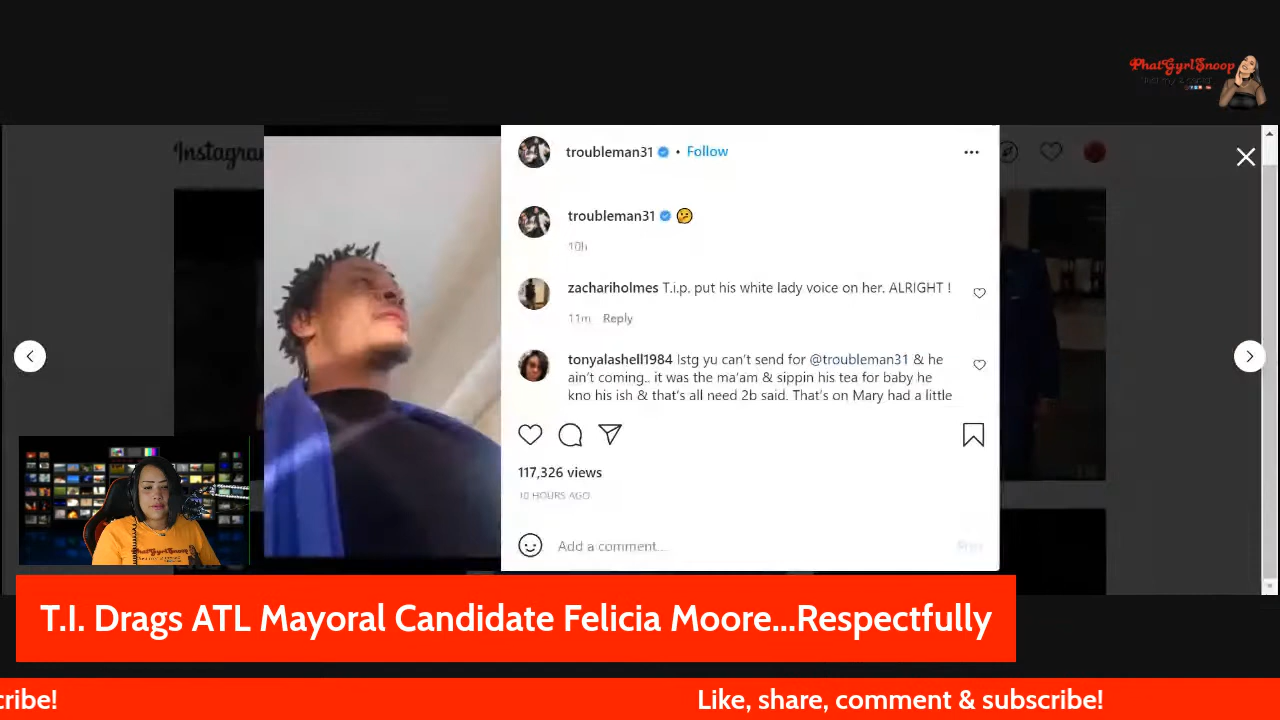 PhatGyrlSnoop
Instagram
troubleman31 • Follow
troubleman31
10h
zachariholmes T.i.p. put his white lady voice on her. ALRIGHT !
11m Reply
tonyalashell1984 Istg yu can't send for @troubleman31 & he
ain't coming.. it was the ma'am & sippin his tea for baby he
kno his ish & that's all need 2b said. That's on Mary had a little
117,326 views
10 HOURS AGO
Add a comment...
Post
PhatGyrlSnoop
T.I. Drags ATL Mayoral Candidate Felicia Moore...Respectfully
cribe!
Like, share, comment & subscribe!